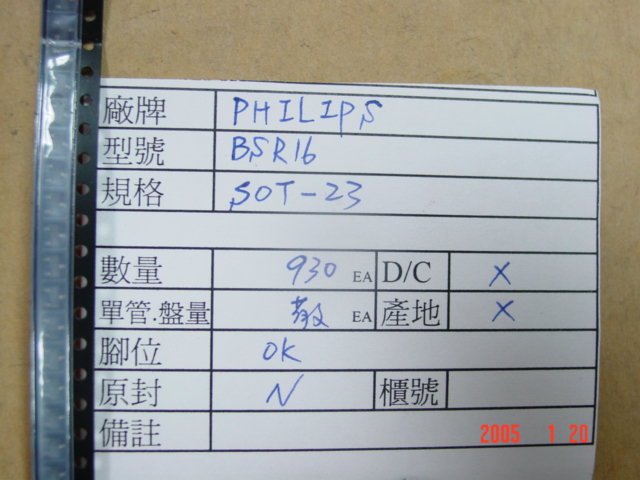 廠牌 PHILIPS
型號 BSR16
規格 SOT-23
數量 930 EA D/C X
單管.盤量 散 EA 產地 X
腳位 OK
原封 N 櫃號
備註
2005 1 20